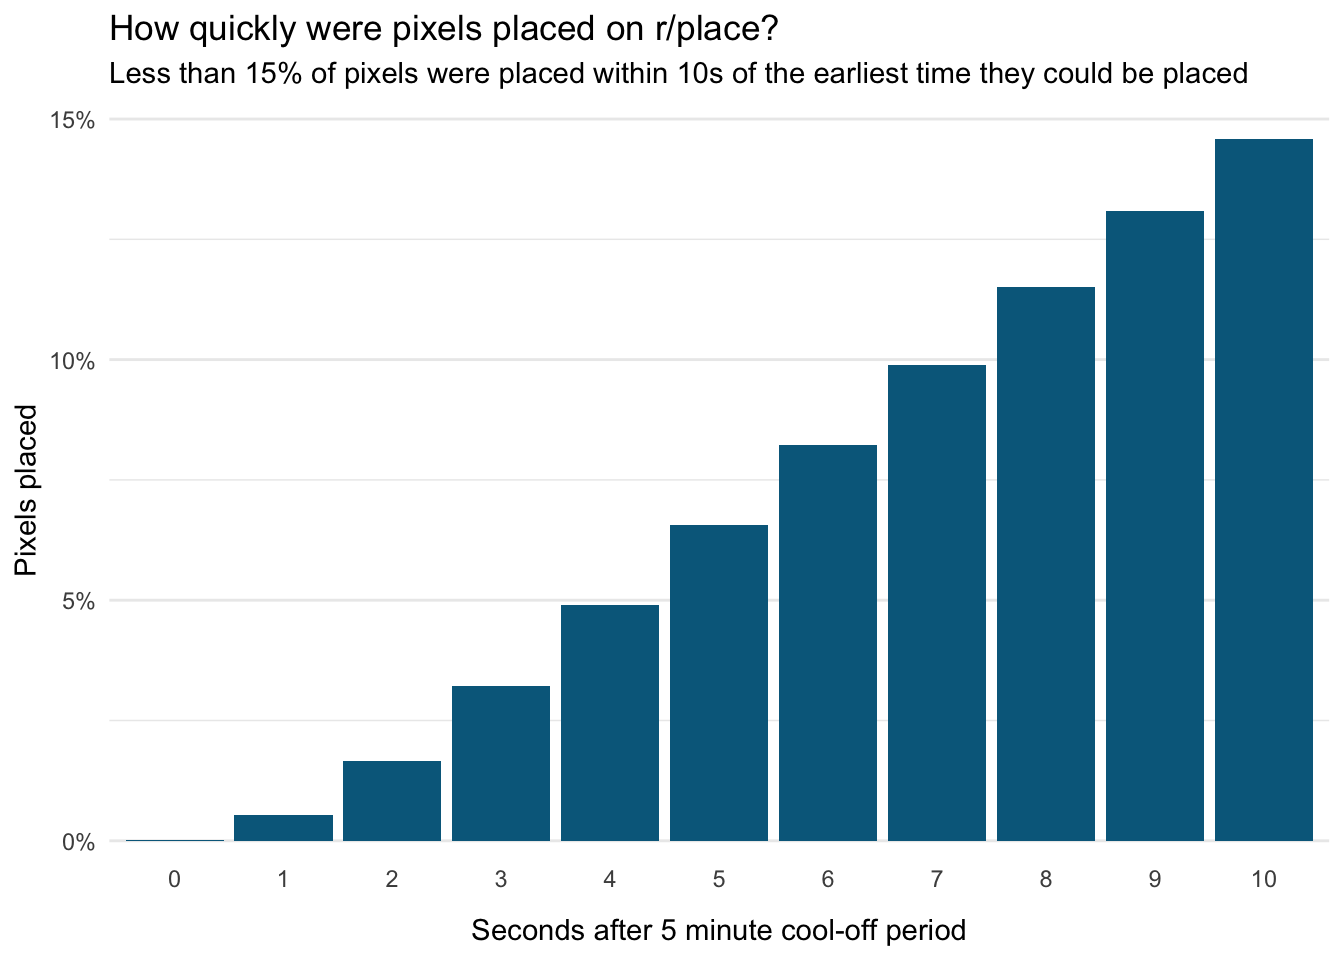 How quickly were pixels placed on r/place?
Less than 15% of pixels were placed within 10s of the earliest time they could be placed
15%
10%
5%
0%
Pixels placed
0 1 2 3 4 5 6 7 8 9 10
Seconds after 5 minute cool-off period